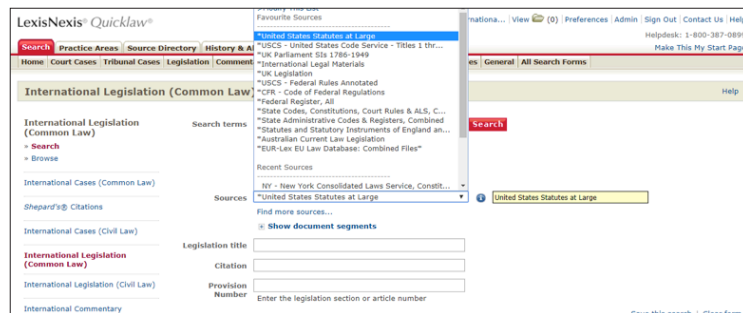 LexisNexis® Quicklaw®
View (0) | Preferences | Admin | Sign Out | Contact Us | Help
Helpdesk: 1-800-387-0899
Make This My Start Page
Search Practice Areas Source Directory
Home Court Cases Tribunal Cases Legislation
General All Search Forms
International Legislation (Common Law)
Help
International Legislation (Common Law)
» Search
» Browse
International Cases (Common Law)
Shepard's® Citations
International Cases (Civil Law)
International Legislation (Common Law)
International Legislation (Civil Law)
International Commentary
Search terms
Search
Favourite Sources
*United States Statutes at Large
*USCS - United States Code Service - Titles 1 thr...
*UK Parliament SIs 1786-1949
*International Legal Materials
*UK Legislation
*USCS - Federal Rules Annotated
*CFR - Code of Federal Regulations
*Federal Register, All
*State Codes, Constitutions, Court Rules & ALS, C...
*State Administrative Codes & Registers, Combined
*Statutes and Statutory Instruments of England an...
*Australian Current Law Legislation
*EUR-Lex EU Law Database: Combined Files*
Recent Sources
NY - New York Consolidated Laws Service, Constit...
Sources
*United States Statutes at Large
United States Statutes at Large
Find more sources...
Show document segments
Legislation title
Citation
Provision Number
Enter the legislation section or article number